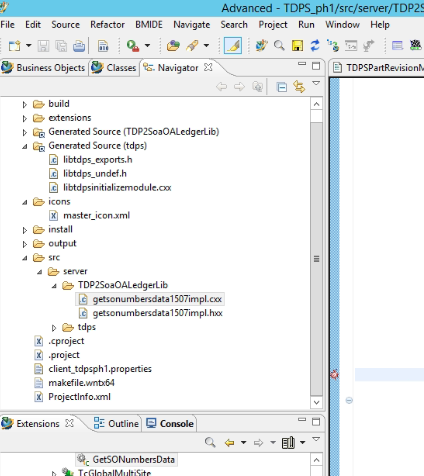 Advanced - TDPS_ph1/src/server/TDP2S
File Edit Source Refactor BMIDE Navigate Search Project Run Window Help
Business Objects Classes Navigator
TDPSPartRevisionM
build
extensions
Generated Source (TDP2SoaOALedgerLib)
Generated Source (tdps)
libtdps_exports.h
libtdps_undef.h
libtdpsinitializemodule.cxx
icons
master_icon.xml
install
output
src
server
TDP2SoaOALedgerLib
getsonumbersdata1507impl.cxx
getsonumbersdata1507impl.hxx
tdps
.cproject
.project
client_tdpsph1.properties
makefile.wntx64
ProjectInfo.xml
Extensions Outline Console
GetSONumbersData
TcGlobalMultiSite